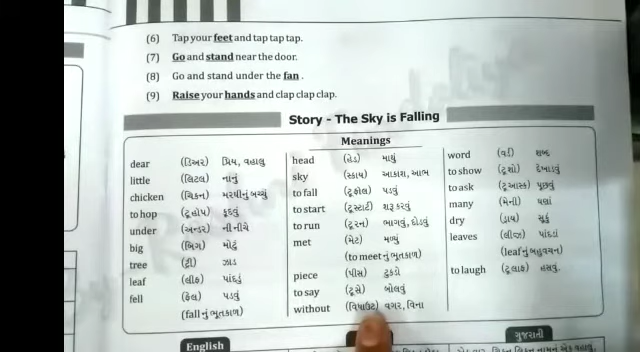 (6) Tap your feet and tap tap tap.
(7) Go and stand near the door.
(8) Go and stand under the fan .
(9) Raise your hands and clap clap clap.
Story - The Sky is Falling
Meanings
dear (ડિઅર) પ્રિય, વહાલુ
little (લિટલ) નાનું
chicken (ચિકન) મરઘીનું બચ્ચું
to hop (ટૂ હોપ) કૂદવું
under (અન્ડર) ની નીચે
big (બિગ) મોટું
tree (ટ્રી) ઝાડ
leaf (લીફ) પાંદડું
fell (ફેલ) પડવું
(fall નું ભૂતકાળ)
head (હેડ) માથું
sky (સ્કાય) આકાશ, આભ
to fall (ટૂ ફોલ) પડવું
to start (ટૂ સ્ટાર્ટ) શરૂ કરવું
to run (ટૂ રન) ભાગવું, દોડવું
met (મેટ) મળ્યું
(to meet નું ભૂતકાળ)
piece (પીસ) ટુકડો
to say (ટૂ સે) બોલવું
without (વિધાઉટ) વગર, વિના
word (વર્ડ) શબ્દ
to show (ટૂ શો) દેખાડવું
to ask (ટૂ આસ્ક) પૂછવું
many (મેની) ઘણાં
dry (ડ્રાય) સૂકું
leaves (લીવ્ઝ) પાંદડાં
(leaf નું બહુવચન)
to laugh (ટૂ લાફ) હસવું.
English
ગુજરાતી